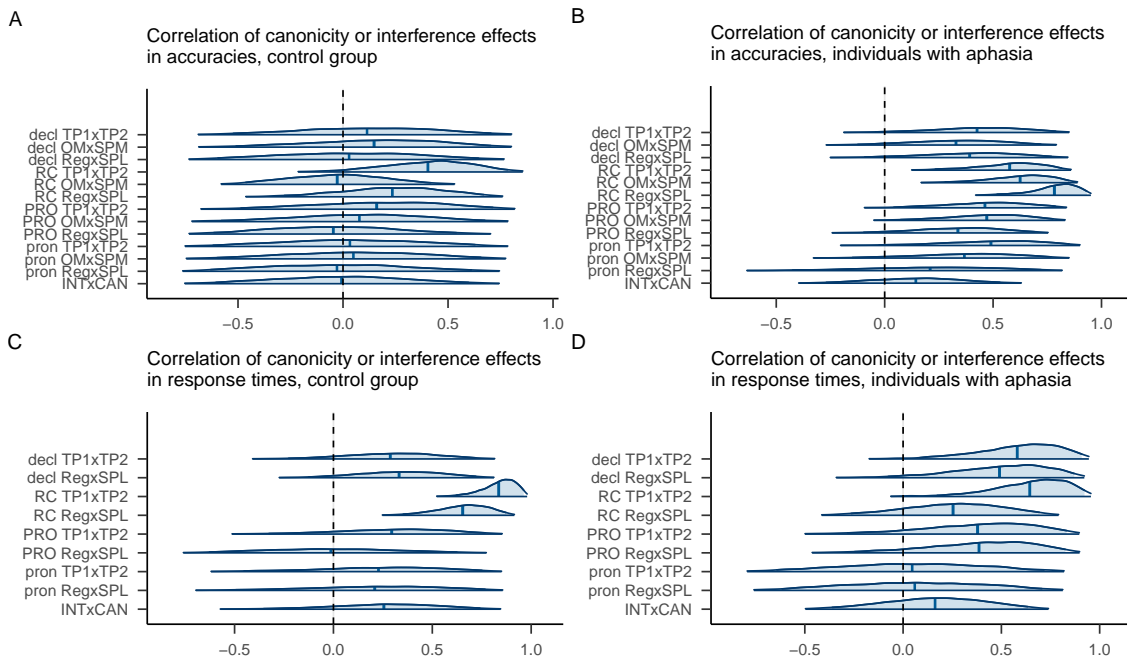 A
Correlation of canonicity or interference effects
in accuracies, control group
decl TP1xTP2
decl OMxSPM
decl RegxSPL
RC TP1xTP2
RC OMxSPM
RC RegxSPL
PRO TP1xTP2
PRO OMxSPM
PRO RegxSPL
pron TP1xTP2
pron OMxSPM
pron RegxSPL
INTxCAN
−0.5 0.0 0.5 1.0
B
Correlation of canonicity or interference effects
in accuracies, individuals with aphasia
decl TP1xTP2
decl OMxSPM
decl RegxSPL
RC TP1xTP2
RC OMxSPM
RC RegxSPL
PRO TP1xTP2
PRO OMxSPM
PRO RegxSPL
pron TP1xTP2
pron OMxSPM
pron RegxSPL
INTxCAN
−0.5 0.0 0.5 1.0
C
Correlation of canonicity or interference effects
in response times, control group
decl TP1xTP2
decl RegxSPL
RC TP1xTP2
RC RegxSPL
PRO TP1xTP2
PRO RegxSPL
pron TP1xTP2
pron RegxSPL
INTxCAN
−0.5 0.0 0.5 1.0
D
Correlation of canonicity or interference effects
in response times, individuals with aphasia
decl TP1xTP2
decl RegxSPL
RC TP1xTP2
RC RegxSPL
PRO TP1xTP2
PRO RegxSPL
pron TP1xTP2
pron RegxSPL
INTxCAN
−0.5 0.0 0.5 1.0